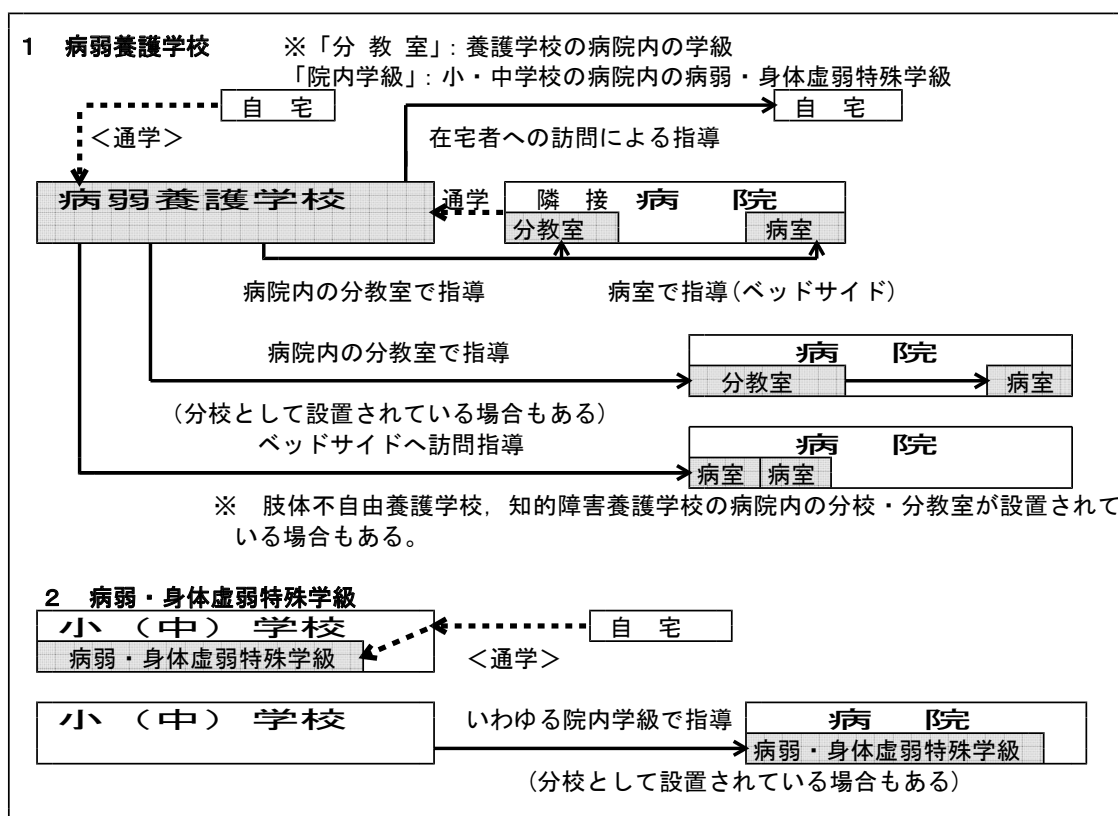 1 病弱養護学校 ※「分 教 室」: 養護学校の病院内の学級
「院内学級」: 小・中学校の病院内の病弱・身体虚弱特殊学級
自 宅
自 宅
＜通学＞
在宅者への訪問による指導
病弱養護学校
通学
隣 接 病 院
分教室
病室
病院内の分教室で指導
病室で指導(ベッドサイド)
病院内の分教室で指導
病 院
分教室
病室
(分校として設置されている場合もある)
ベッドサイドへ訪問指導
病 院
病室 病室
※ 肢体不自由養護学校, 知的障害養護学校の病院内の分校・分教室が設置されて
いる場合もある。
2 病弱・身体虚弱特殊学級
小 (中) 学校
病弱・身体虚弱特殊学級
自 宅
＜通学＞
小 (中) 学校
いわゆる院内学級で指導
病 院
病弱・身体虚弱特殊学級
(分校として設置されている場合もある)